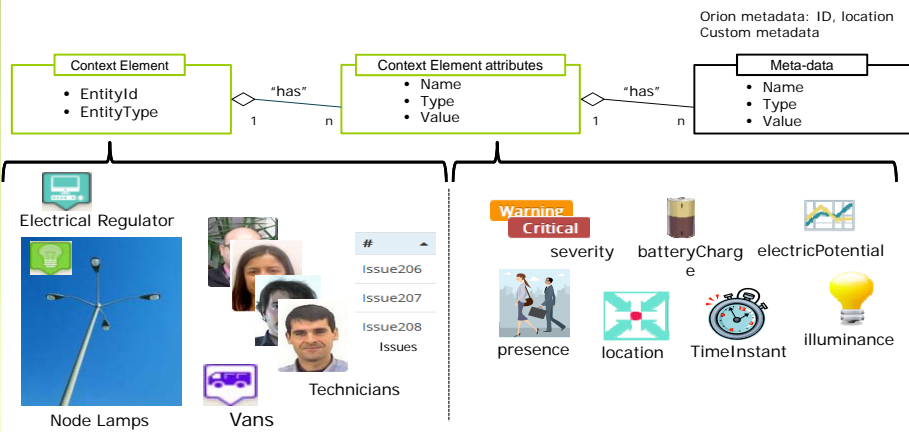 Orion metadata: ID, location
Custom metadata
Context Element
• EntityId
• EntityType
“has”
1
n
Context Element attributes
• Name
• Type
• Value
“has”
1
n
Meta-data
• Name
• Type
• Value
Electrical Regulator
Node Lamps
Vans
Technicians
#
Issue206
Issue207
Issue208
Issues
Warning
Critical
severity
batteryCharg
e
electricPotential
presence
location
TimeInstant
illuminance